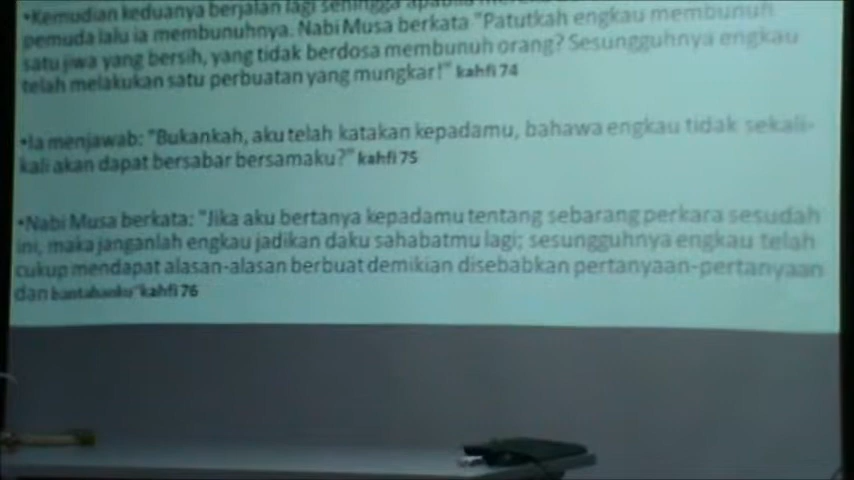 •Kemudian keduanya berjalan lagi sehingga apabila
pemuda lalu ia membunuhnya. Nabi Musa berkata "Patutkah engkau membunuh
satu jiwa yang bersih, yang tidak berdosa membunuh orang? Sesungguhnya engkau
telah melakukan satu perbuatan yang mungkar!" kahfi 74
•Ia menjawab: "Bukankah, aku telah katakan kepadamu, bahawa engkau tidak sekali-
kali akan dapat bersabar bersamaku?" kahfi 75
•Nabi Musa berkata: "Jika aku bertanya kepadamu tentang sebarang perkara sesudah
ini, maka janganlah engkau jadikan daku sahabatmu lagi; sesungguhnya engkau telah
cukup mendapat alasan-alasan berbuat demikian disebabkan pertanyaan-pertanyaan
dan bantahanku" kahfi 76